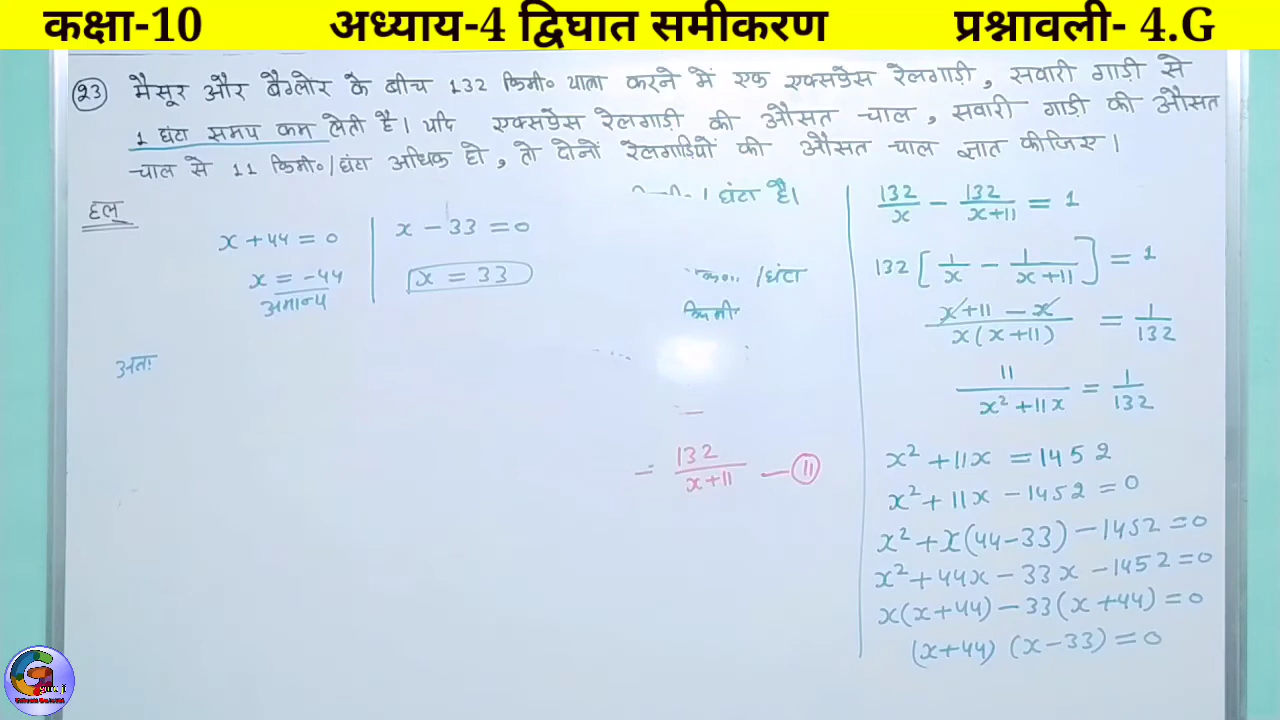 कक्षा-10 अध्याय-4 द्विघात समीकरण प्रश्नावली- 4.G
23 मैसूर और बैंग्लोर के बीच 132 किमी० यात्रा करने में एक एक्सप्रेस रेलगाड़ी, सवारी गाड़ी से
1 घंटा समय कम लेती है। यदि एक्सप्रेस रेलगाड़ी की औसत चाल, सवारी गाड़ी की औसत
चाल से 11 किमी०/घंटा अधिक हो, तो दोनों रेलगाड़ियों की औसत चाल ज्ञात कीजिए।
हल
x + 44 = 0
x = -44
अमान्य
x - 33 = 0
x = 33
अतः
घंटा है।
/घंटा
किमी०
= 132/(x+11) — (II)
132/x - 132/(x+11) = 1
132 [1/x - 1/(x+11)] = 1
(x+11-x)/(x(x+11)) = 1/132
11/(x²+11x) = 1/132
x² + 11x = 1452
x² + 11x - 1452 = 0
x² + x(44-33) - 1452 = 0
x² + 44x - 33x - 1452 = 0
x(x+44) - 33(x+44) = 0
(x+44) (x-33) = 0